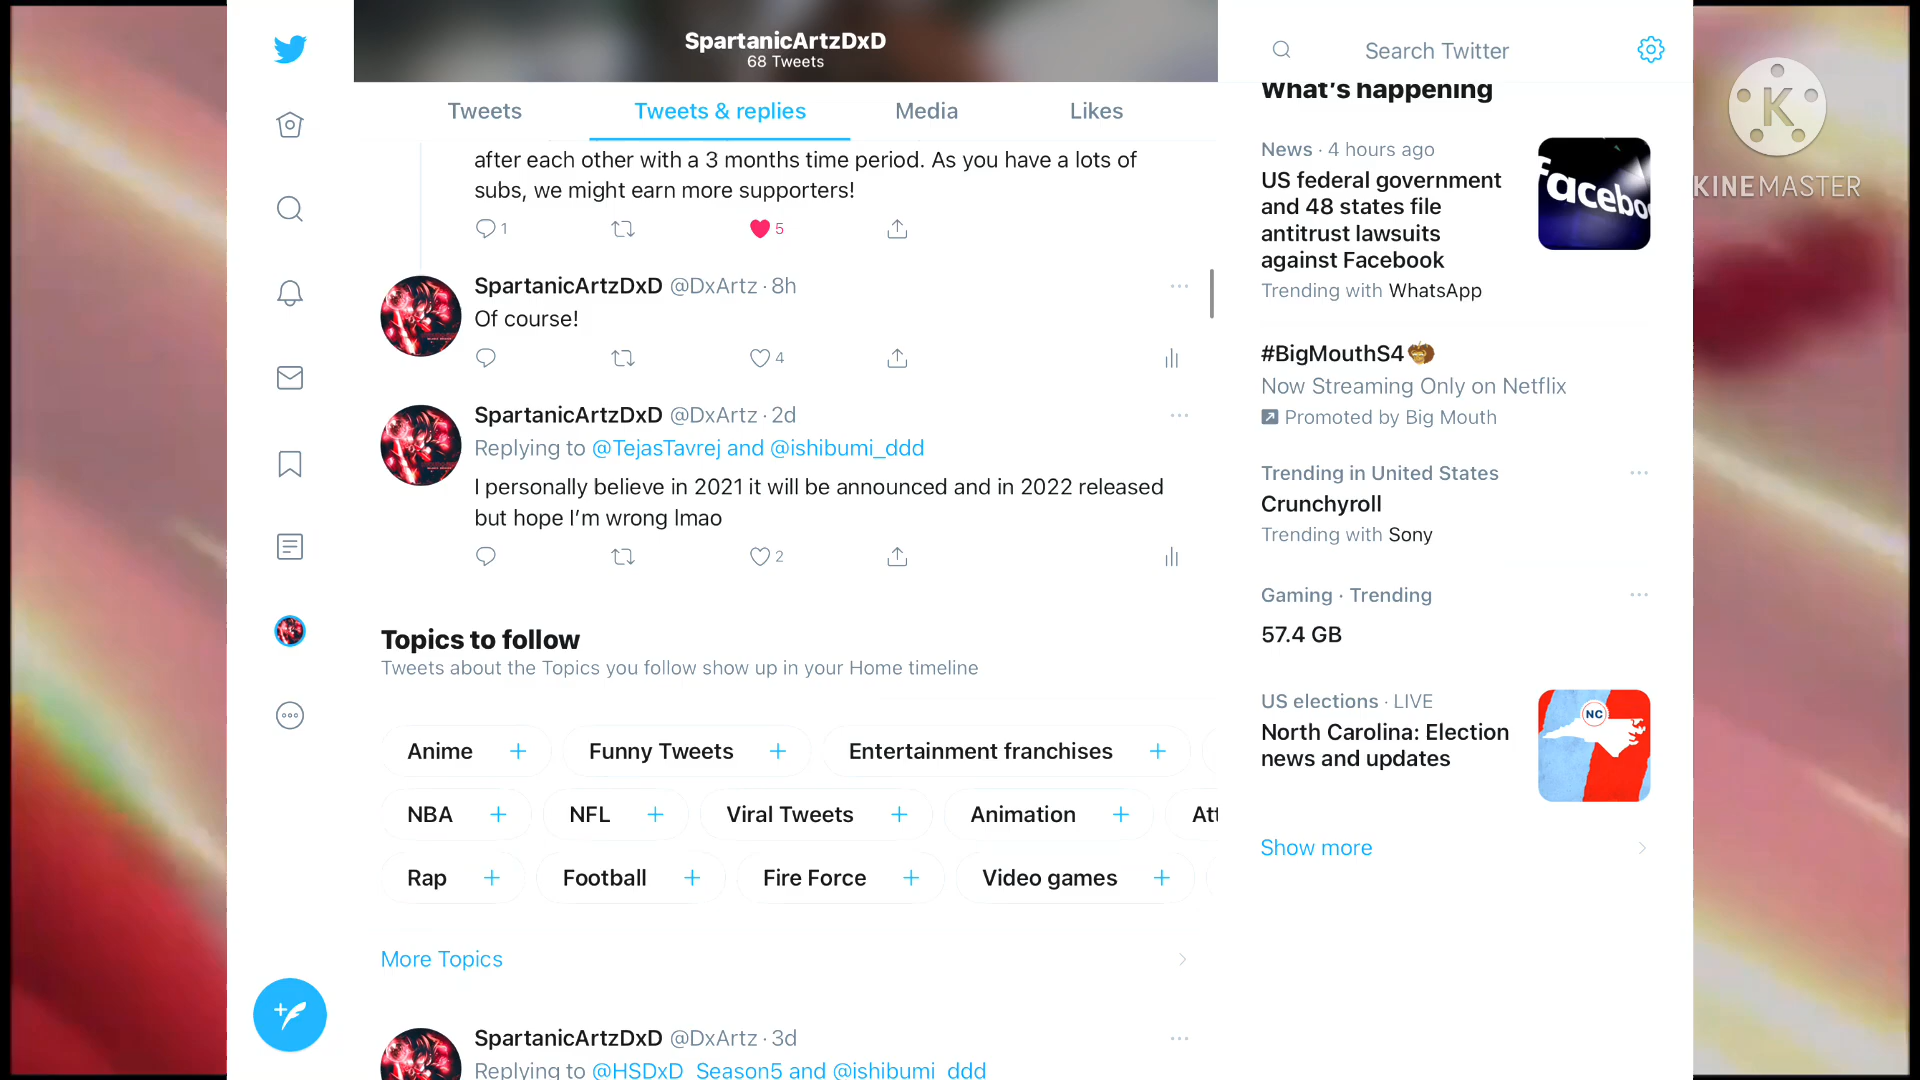 SpartanicArtzDxD
68 Tweets
Tweets
Tweets & replies
Media
Likes
after each other with a 3 months time period. As you have a lots of
subs, we might earn more supporters!
1
5
SpartanicArtzDxD @DxArtz · 8h
Of course!
4
SpartanicArtzDxD @DxArtz · 2d
Replying to @TejasTavrej and @ishibumi_ddd
I personally believe in 2021 it will be announced and in 2022 released
but hope I'm wrong lmao
2
Topics to follow
Tweets about the Topics you follow show up in your Home timeline
Anime
Funny Tweets
Entertainment franchises
NBA
NFL
Viral Tweets
Animation
Att
Rap
Football
Fire Force
Video games
More Topics
SpartanicArtzDxD @DxArtz · 3d
Replying to @HSDxD_Season5 and @ishibumi_ddd
Search Twitter
What's happening
News · 4 hours ago
US federal government
and 48 states file
antitrust lawsuits
against Facebook
Trending with WhatsApp
Facebo
#BigMouthS4
Now Streaming Only on Netflix
Promoted by Big Mouth
Trending in United States
Crunchyroll
Trending with Sony
Gaming · Trending
57.4 GB
US elections · LIVE
North Carolina: Election
news and updates
NC
Show more
K
KINEMASTER